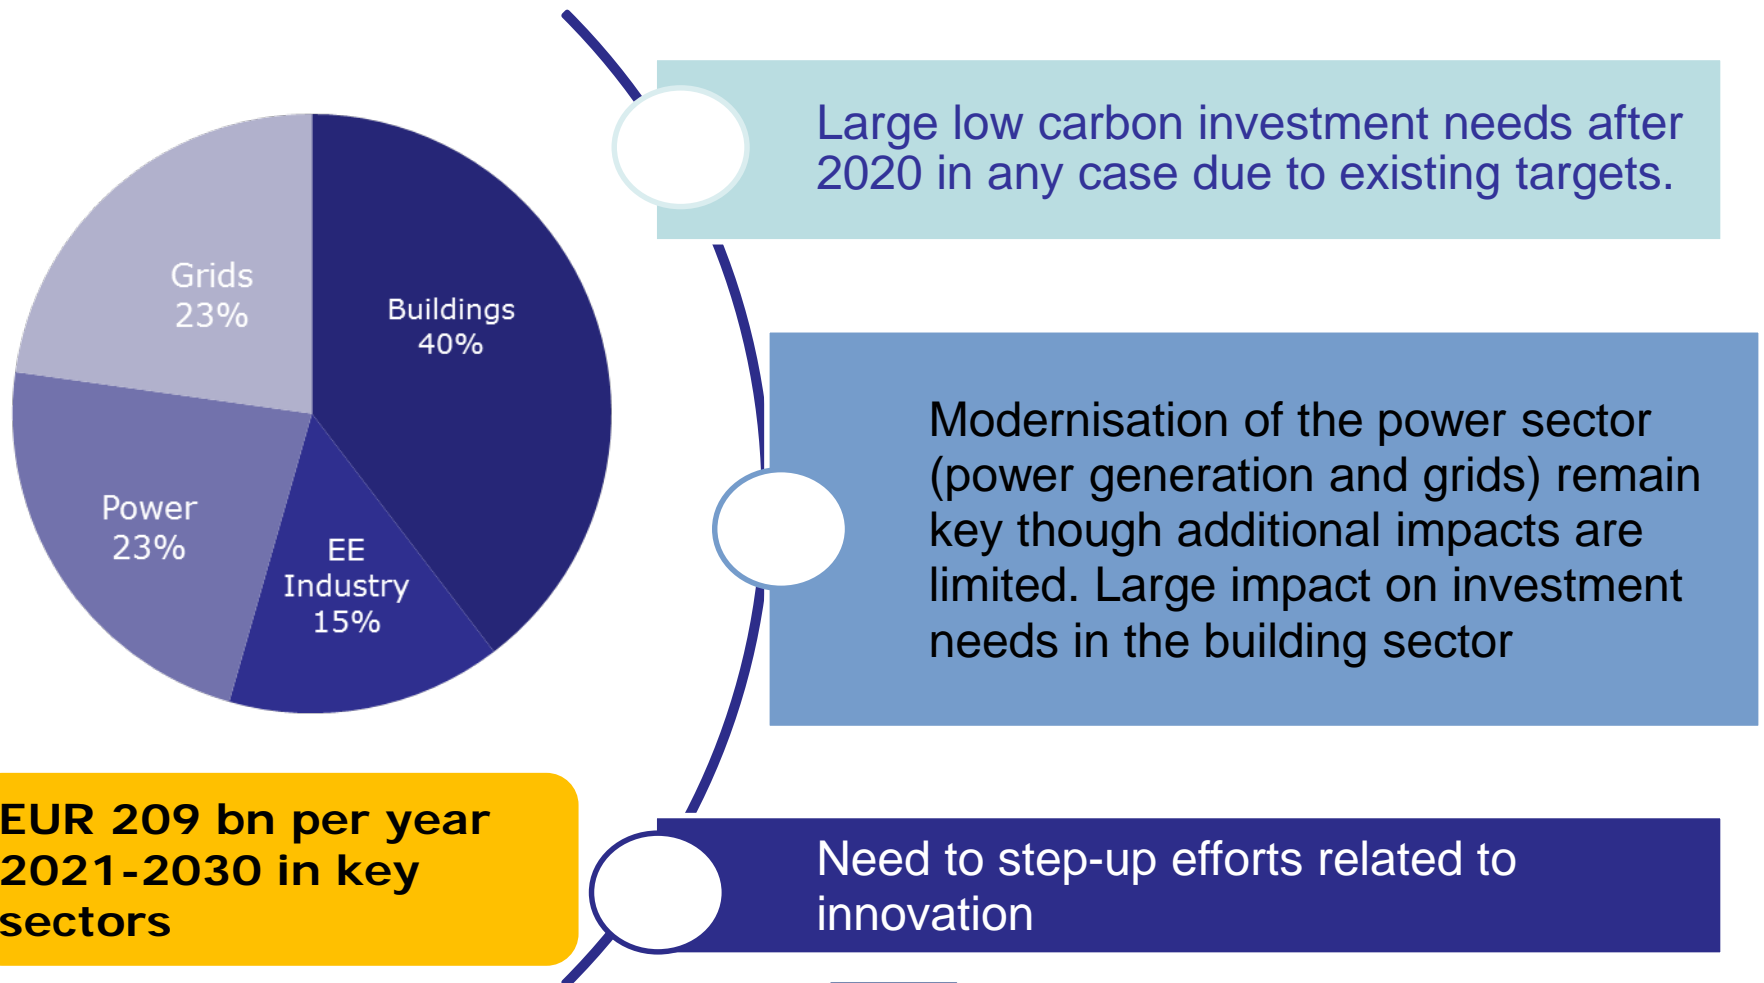 Large low carbon investment needs after
2020 in any case due to existing targets.
Grids
23%
Buildings
40%
Power
23%
EE
Industry
15%
Modernisation of the power sector
(power generation and grids) remain
key though additional impacts are
limited. Large impact on investment
needs in the building sector
EUR 209 bn per year
2021-2030 in key
sectors
Need to step-up efforts related to
innovation